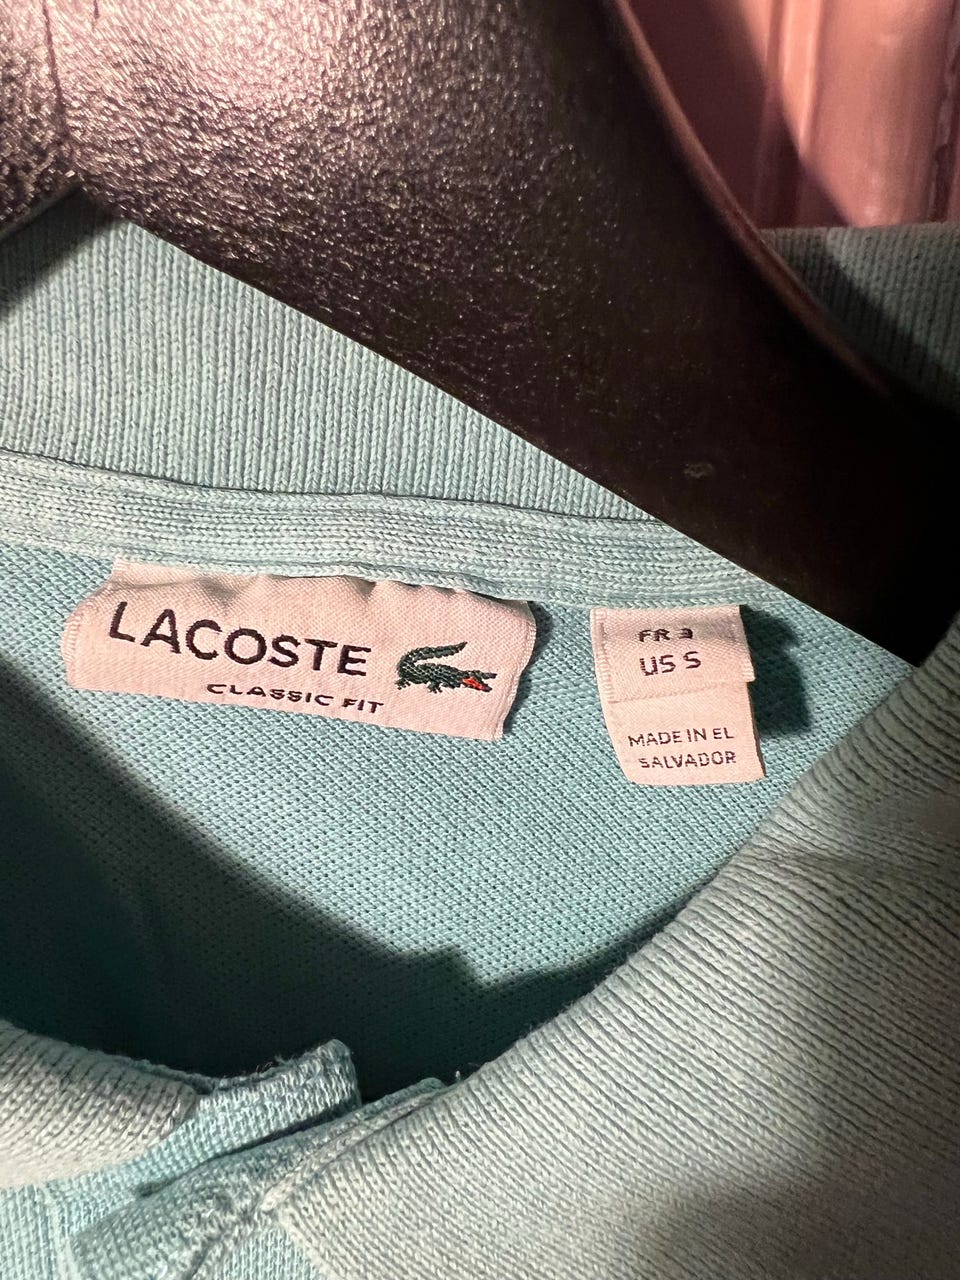 LACOSTE
CLASSIC FIT
FR 3
US S
MADE IN EL
SALVADOR